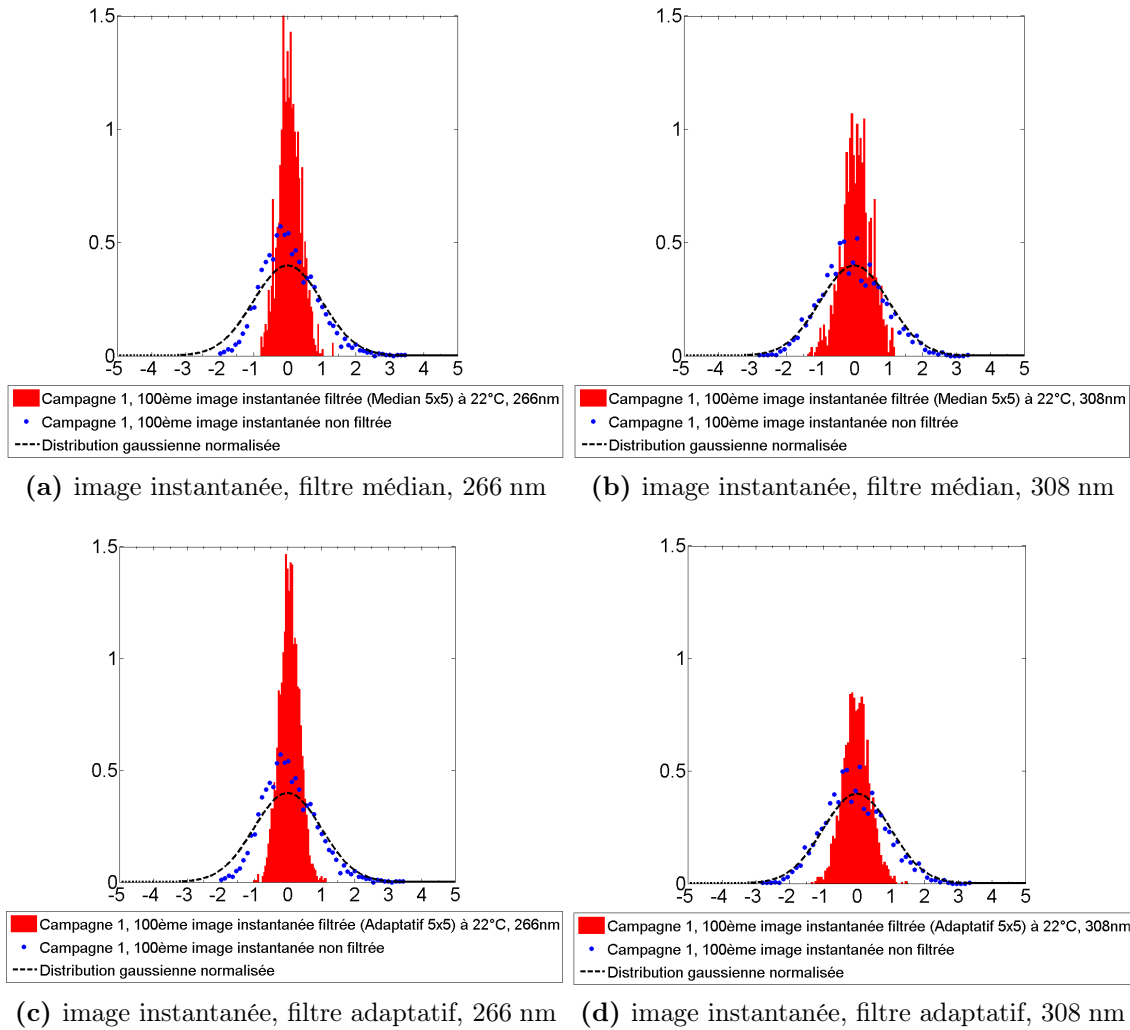 1.5
1
0.5
0
-5 -4 -3 -2 -1 0 1 2 3 4 5
Campagne 1, 100ème image instantanée filtrée (Median 5x5) à 22°C, 266nm
Campagne 1, 100ème image instantanée non filtrée
Distribution gaussienne normalisée
(a) image instantanée, filtre médian, 266 nm
1.5
1
0.5
0
-5 -4 -3 -2 -1 0 1 2 3 4 5
Campagne 1, 100ème image instantanée filtrée (Median 5x5) à 22°C, 308nm
Campagne 1, 100ème image instantanée non filtrée
Distribution gaussienne normalisée
(b) image instantanée, filtre médian, 308 nm
1.5
1
0.5
0
-5 -4 -3 -2 -1 0 1 2 3 4 5
Campagne 1, 100ème image instantanée filtrée (Adaptatif 5x5) à 22°C, 266nm
Campagne 1, 100ème image instantanée non filtrée
Distribution gaussienne normalisée
(c) image instantanée, filtre adaptatif, 266 nm
1.5
1
0.5
0
-5 -4 -3 -2 -1 0 1 2 3 4 5
Campagne 1, 100ème image instantanée filtrée (Adaptatif 5x5) à 22°C, 308nm
Campagne 1, 100ème image instantanée non filtrée
Distribution gaussienne normalisée
(d) image instantanée, filtre adaptatif, 308 nm